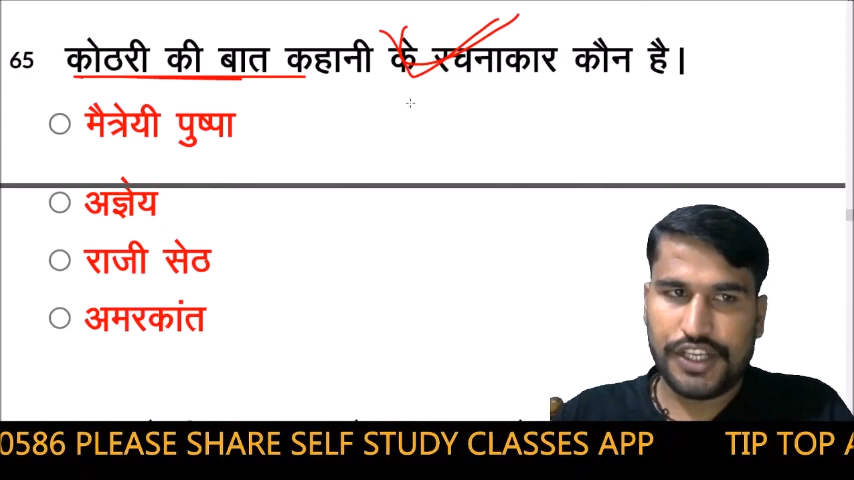 65 कोठरी की बात कहानी के रचनाकार कौन है।
मैत्रेयी पुष्पा
अज्ञेय
राजी सेठ
अमरकांत
0586 PLEASE SHARE SELF STUDY CLASSES APP TIP TOP A